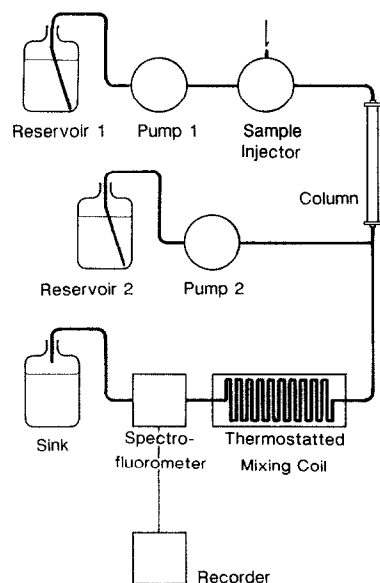 Reservoir 1
Pump 1
Sample
Injector
Column
Reservoir 2
Pump 2
Sink
Spectro-
fluorometer
Thermostatted
Mixing Coil
Recorder